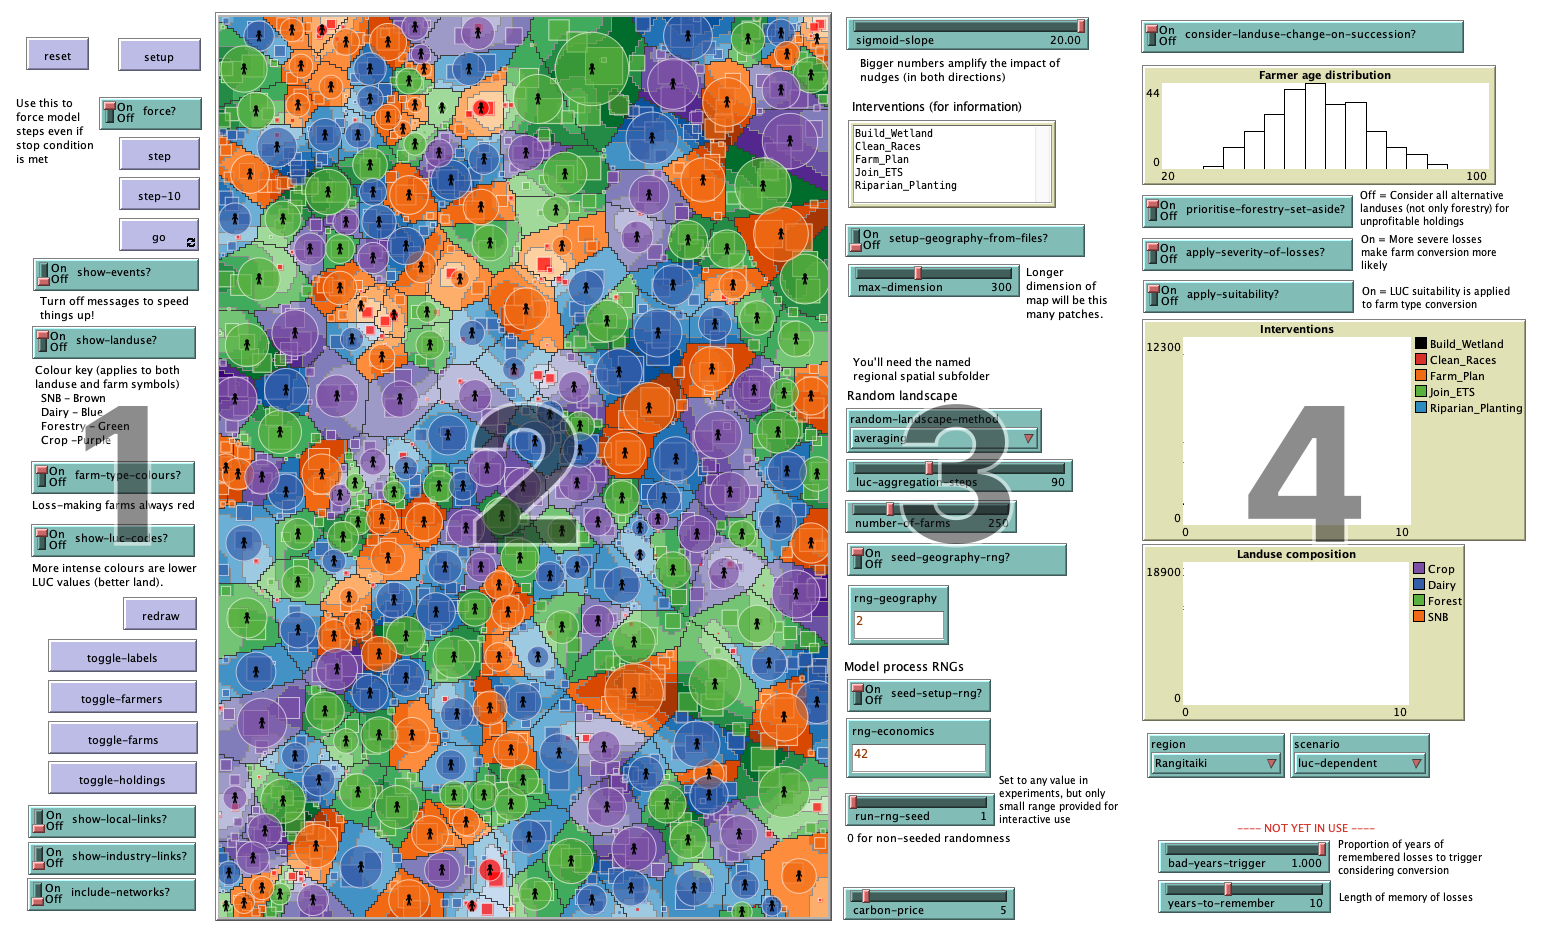 reset
setup
Use this to
force model
steps even if
stop condition
is met
On
Off
force?
step
step-10
go
On
Off
show-events?
Turn off messages to speed
things up!
On
Off
show-landuse?
Colour key (applies to both
landuse and farm symbols)
SNB - Brown
Dairy - Blue
Forestry - Green
Crop -Purple
On
Off
farm-type-colours?
Loss-making farms always red
On
Off
show-luc-codes?
More intense colours are lower
LUC values (better land).
redraw
toggle-labels
toggle-farmers
toggle-farms
toggle-holdings
On
Off
show-local-links?
On
Off
show-industry-links?
On
Off
include-networks?
1
2
sigmoid-slope 20.00
Bigger numbers amplify the impact of
nudges (in both directions)
Interventions (for information)
Build_Wetland
Clean_Races
Farm_Plan
Join_ETS
Riparian_Planting
On
Off
setup-geography-from-files?
max-dimension 300
Longer
dimension of
map will be this
many patches.
You'll need the named
regional spatial subfolder
Random landscape
random-landscape-method
averaging
luc-aggregation-steps 90
number-of-farms 250
On
Off
seed-geography-rng?
rng-geography
2
Model process RNGs
On
Off
seed-setup-rng?
rng-economics
42
run-rng-seed 1
Set to any value in
experiments, but only
small range provided for
interactive use
0 for non-seeded randomness
carbon-price 5
3
On
Off
consider-landuse-change-on-succession?
Farmer age distribution
44
0
20 100
On
Off
prioritise-forestry-set-aside?
Off = Consider all alternative
landuses (not only forestry) for
unprofitable holdings
On
Off
apply-severity-of-losses?
On = More severe losses
make farm conversion more
likely
On
Off
apply-suitability?
On = LUC suitability is applied
to farm type conversion
Interventions
12300
0
0 10
Build_Wetland
Clean_Races
Farm_Plan
Join_ETS
Riparian_Planting
4
Landuse composition
18900
0
0 10
Crop
Dairy
Forest
SNB
region
Rangitaiki
scenario
luc-dependent
---- NOT YET IN USE ----
bad-years-trigger 1.000
Proportion of years of
remembered losses to trigger
considering conversion
years-to-remember 10
Length of memory of losses